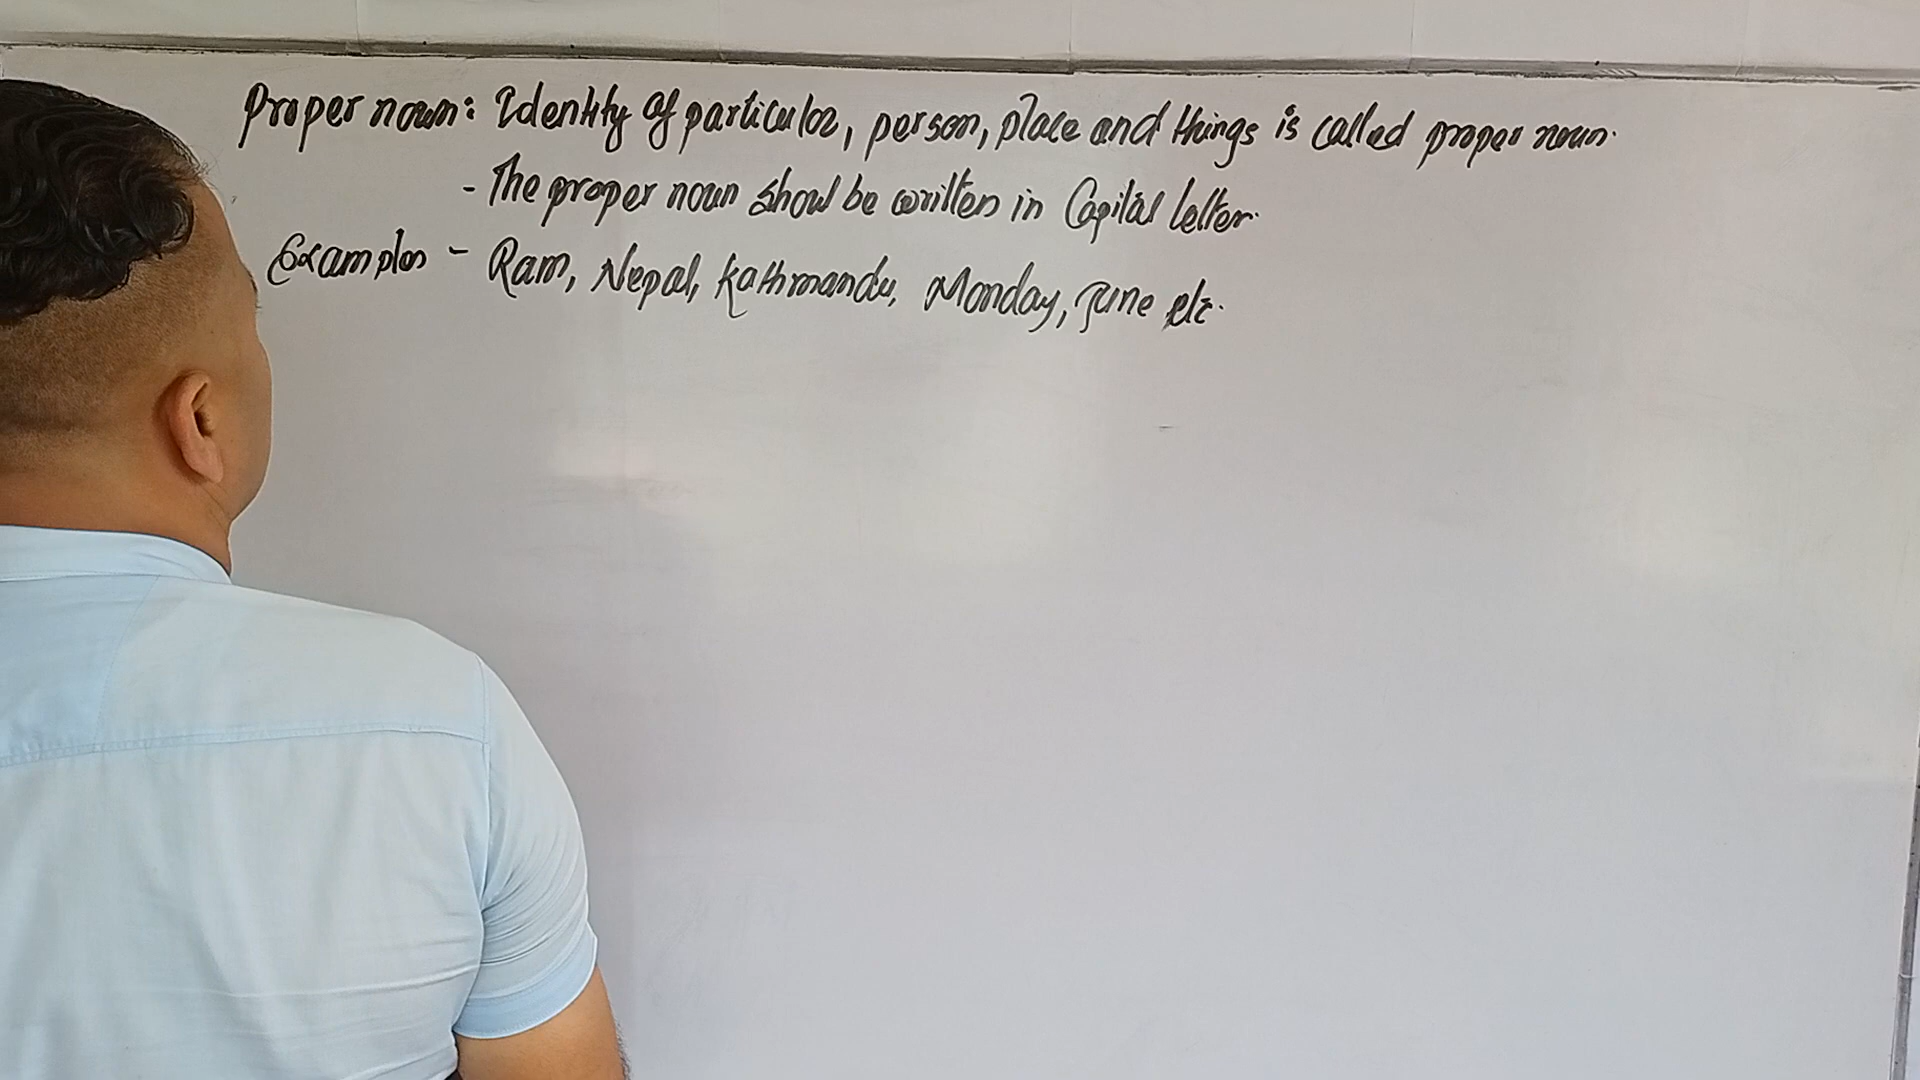 Proper noun: Identity of particular, person, place and things is called proper noun.
- The proper noun shoul be written in Capital letter.
Examples - Ram, Nepal, Kathmandu, Monday, June etc.